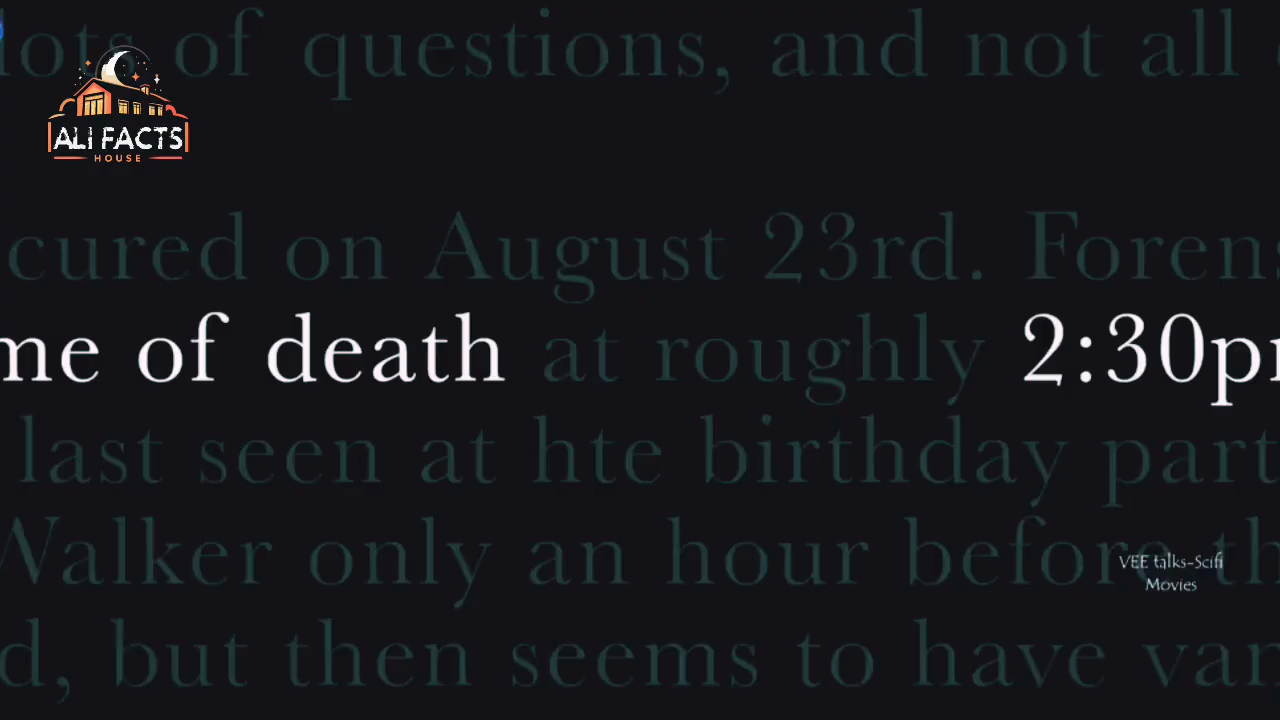 lots of questions, and not all
ALI FACTS
HOUSE
cured on August 23rd. Forens
me of death at roughly 2:30pm
last seen at hte birthday part
Walker only an hour before th
VEE talks-Scifi
Movies
d, but then seems to have van